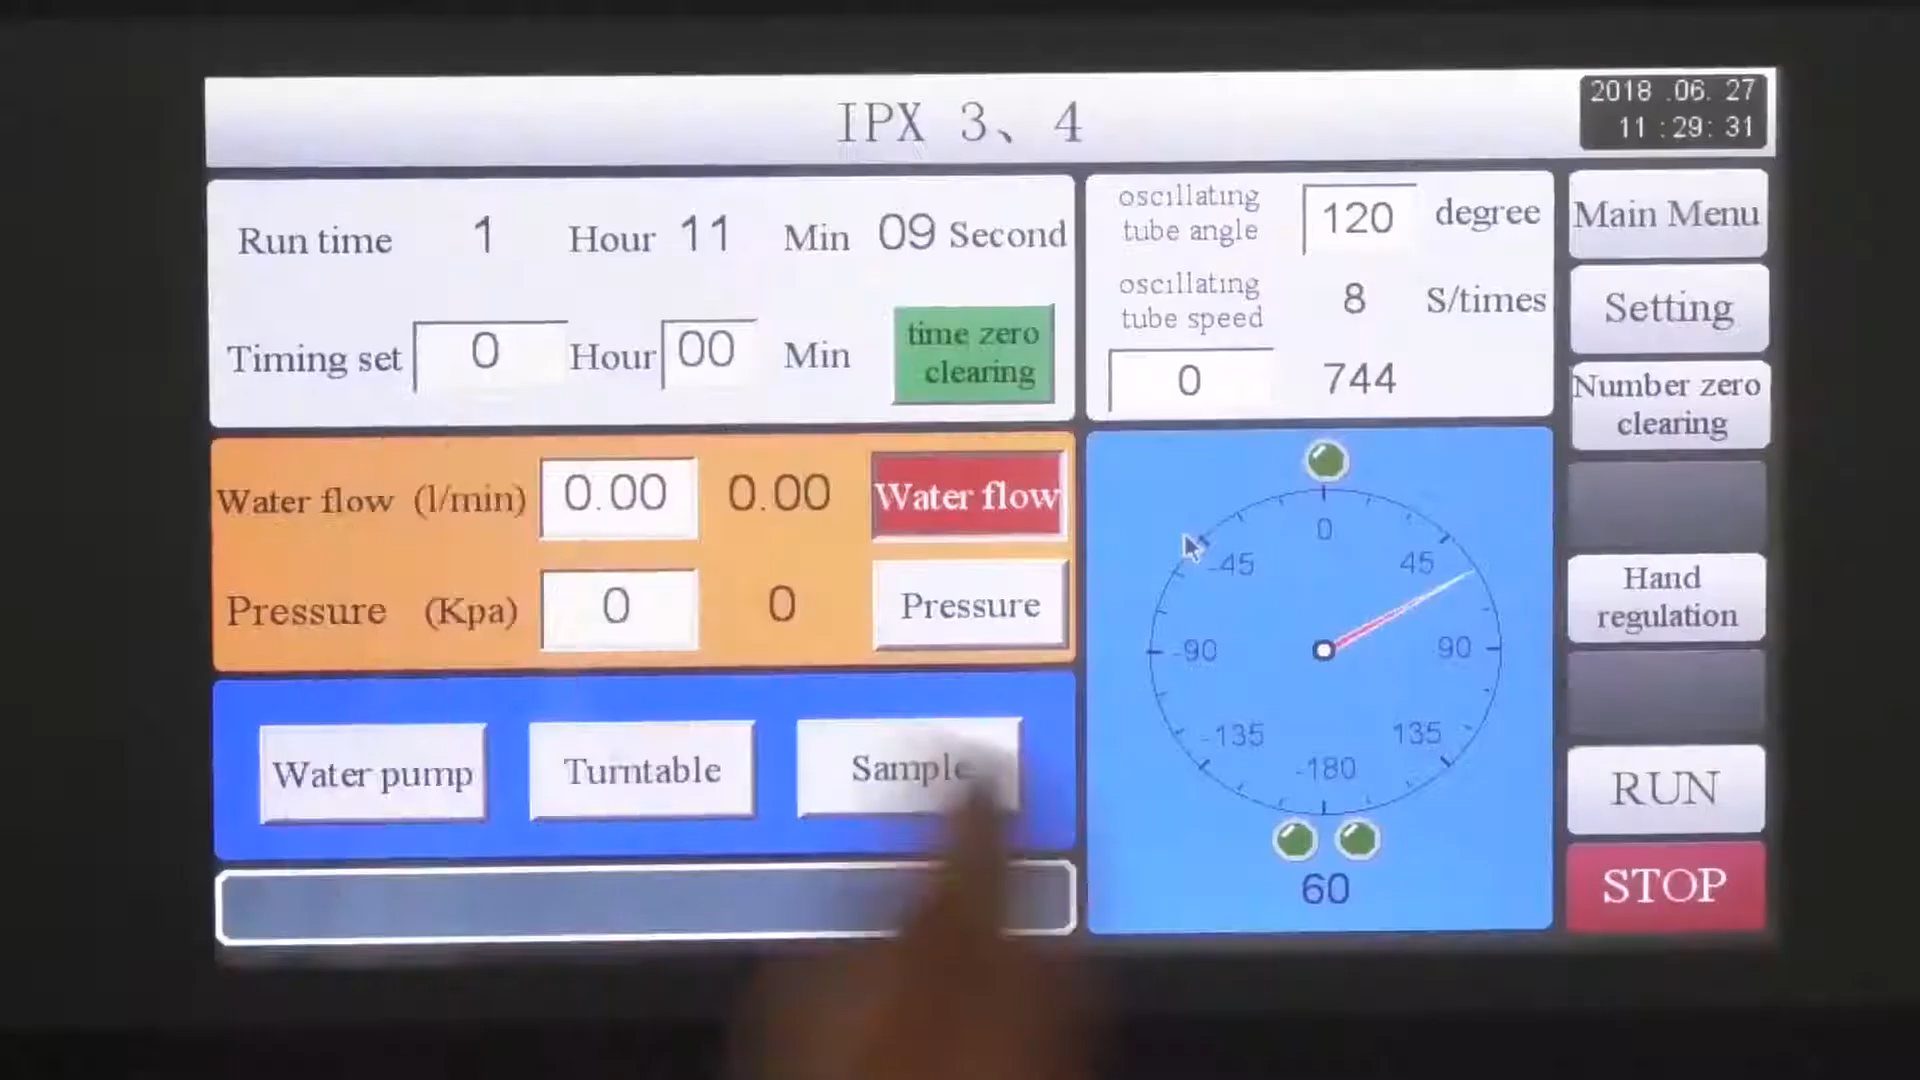 IPX 3、4
2018 .06. 27
11 :29: 31
Run time 1 Hour 11 Min 09 Second
Timing set 0 Hour 00 Min
time zero
clearing
oscillating
tube angle
120 degree
oscillating
tube speed
8 S/times
0 744
Main Menu
Setting
Number zero
clearing
Water flow (l/min) 0.00 0.00 Water flow
Pressure (Kpa) 0 0 Pressure
Water pump Turntable Sample
0
-45 45
-90 90
-135 135
-180
60
Hand
regulation
RUN
STOP